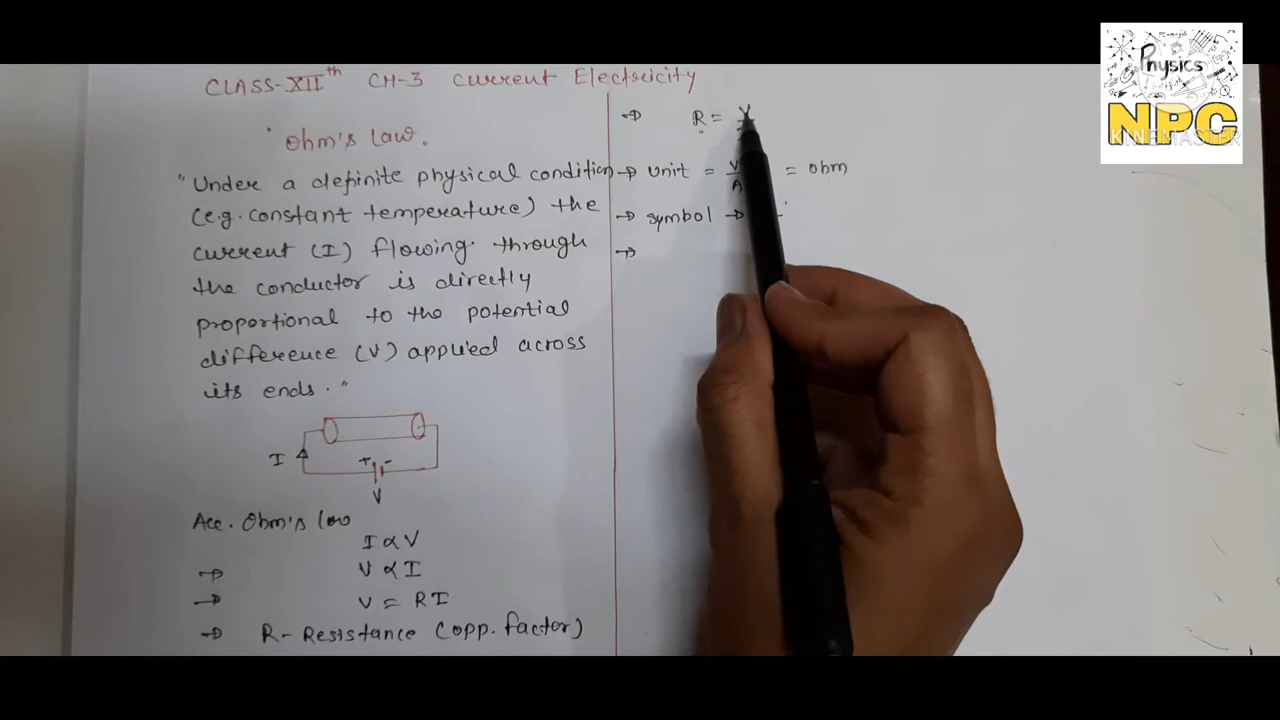 CLASS-XIIth CH-3 Current Electricity
Ohm's Law.
"Under a definite physical condition
(e.g. constant temperature) the
current (I) flowing through
the conductor is directly
proportional to the potential
difference (V) applied across
its ends."
I
+ -
V
Acc. Ohm's law
I ∝ V
→ V ∝ I
→ V = RI
→ R - Resistance (opp. factor)
→ R = V
→ unit = V/A = ohm
→ symbol →
→
Physics
NPC
KINEMASTER